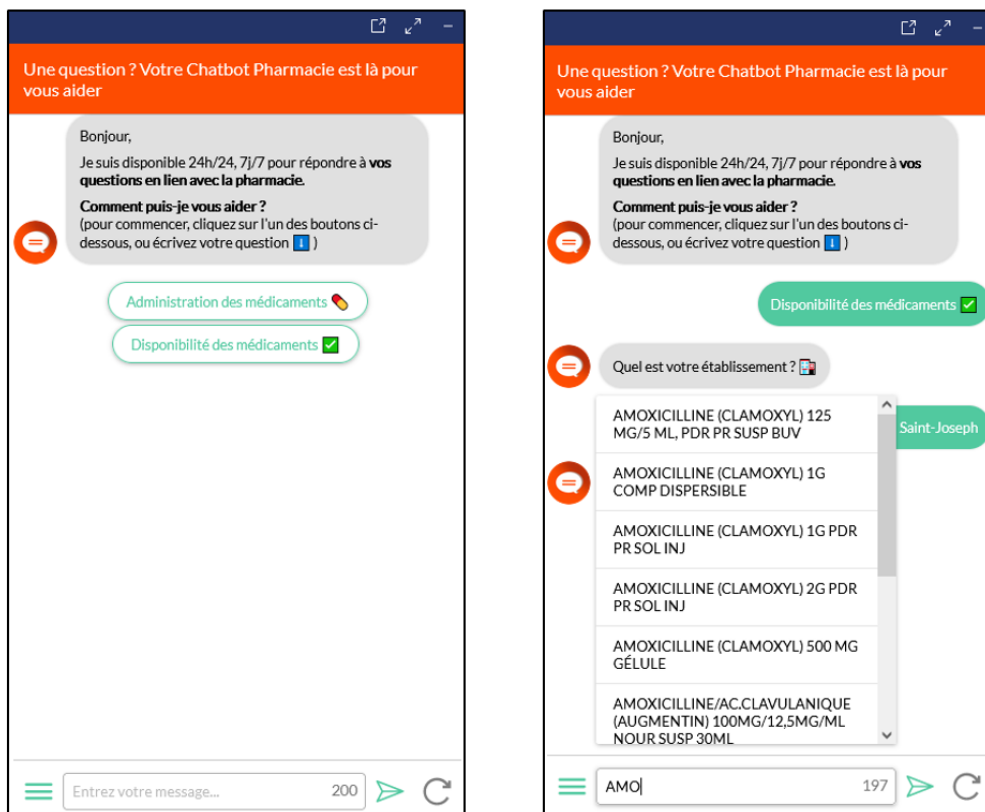 Une question ? Votre Chatbot Pharmacie est là pour
vous aider
Bonjour,
Je suis disponible 24h/24, 7j/7 pour répondre à vos
questions en lien avec la pharmacie.
Comment puis-je vous aider ?
(pour commencer, cliquez sur l'un des boutons ci-
dessous, ou écrivez votre question ⬇️ )
Administration des médicaments 💊
Disponibilité des médicaments ✅
Entrez votre message...
200
Une question ? Votre Chatbot Pharmacie est là pour
vous aider
Bonjour,
Je suis disponible 24h/24, 7j/7 pour répondre à vos
questions en lien avec la pharmacie.
Comment puis-je vous aider ?
(pour commencer, cliquez sur l'un des boutons ci-
dessous, ou écrivez votre question ⬇️ )
Disponibilité des médicaments ✅
Quel est votre établissement ? 🏥
Saint-Joseph
AMOXICILLINE (CLAMOXYL) 125
MG/5 ML, PDR PR SUSP BUV
AMOXICILLINE (CLAMOXYL) 1G
COMP DISPERSIBLE
AMOXICILLINE (CLAMOXYL) 1G PDR
PR SOL INJ
AMOXICILLINE (CLAMOXYL) 2G PDR
PR SOL INJ
AMOXICILLINE (CLAMOXYL) 500 MG
GÉLULE
AMOXICILLINE/AC.CLAVULANIQUE
(AUGMENTIN) 100MG/12,5MG/ML
NOUR SUSP 30ML
AMO
197